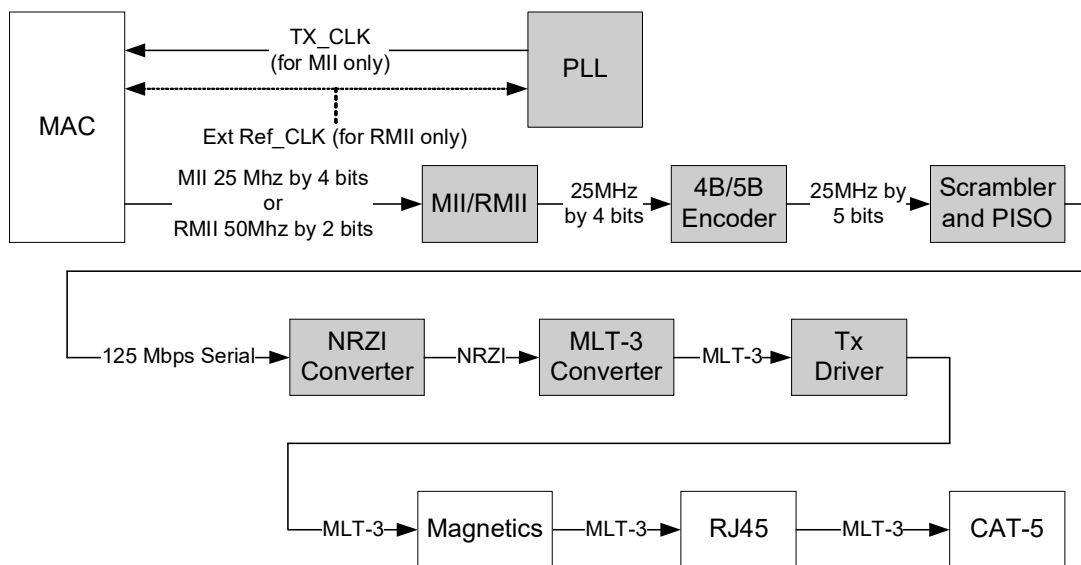 TX_CLK
(for MII only)
PLL
MAC
Ext Ref_CLK (for RMII only)
MII 25 Mhz by 4 bits
or
RMII 50Mhz by 2 bits
MII/RMII
25MHz
by 4 bits
4B/5B
Encoder
25MHz by
5 bits
Scrambler
and PISO
125 Mbps Serial
NRZI
Converter
NRZI
MLT-3
Converter
MLT-3
Tx
Driver
MLT-3
Magnetics
MLT-3
RJ45
MLT-3
CAT-5